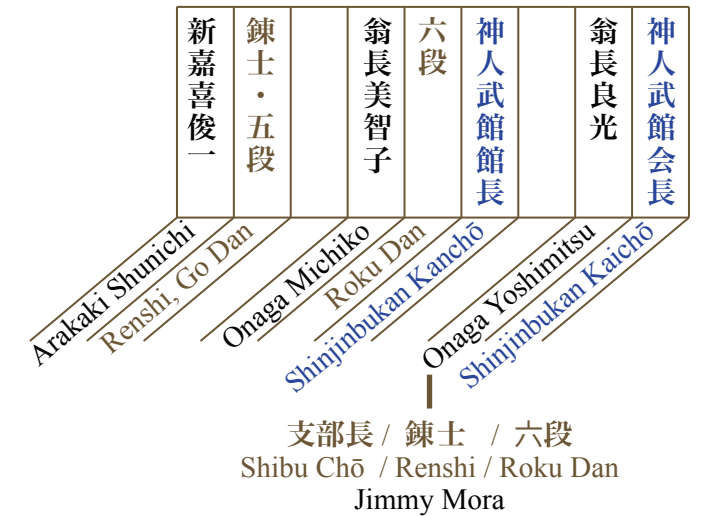 神人武館会長
翁長良光
神人武館館長
六段
翁長美智子
錬士・五段
新嘉喜俊一
Arakaki Shunichi
Renshi, Go Dan
Onaga Michiko
Roku Dan
Shinjinbukan Kanchō
Onaga Yoshimitsu
Shinjinbukan Kaichō
支部長 / 錬士 / 六段
Shibu Chō / Renshi / Roku Dan
Jimmy Mora